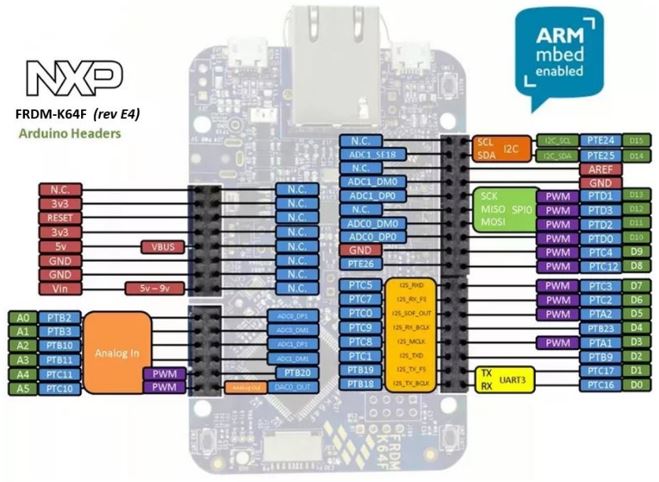 NXP
FRDM-K64F (rev E4)
Arduino Headers
ARM
mbed
enabled
N.C.
3v3
RESET
3v3
5v
GND
GND
Vin
VBUS
5v – 9v
N.C.
N.C.
N.C.
N.C.
N.C.
N.C.
N.C.
N.C.
A0 PTB2
A1 PTB3
A2 PTB10
A3 PTB11
A4 PTC11 PWM
A5 PTC10 PWM
Analog In
ADC0_DP1
ADC0_DM1
ADC1_DP1
ADC1_DM1
PTB20
Analog Out DAC0_OUT
N.C.
ADC1_SE18
N.C.
ADC1_DM0
ADC1_DP0
N.C.
ADC0_DM0
ADC0_DP0
GND
PTE26
SCL
SDA
I2C
I2C_SCL PTE24 D15
I2C_SDA PTE25 D14
AREF
GND
SCK
MISO SPI0
MOSI
PWM PTD1 D13
PWM PTD3 D12
PWM PTD2 D11
PWM PTD0 D10
PWM PTC4 D9
PWM PTC12 D8
PTC5 I2S_RXD
PTC7 I2S_RX_FS
PTC0 I2S_SOF_OUT
PTC9 I2S_RX_BCLK
PTC8 I2S_MCLK
PTC1 I2S_TXD
PTB19 I2S_TX_FS
PTB18 I2S_TX_BCLK
PWM PTC3 D7
PWM PTC2 D6
PWM PTA2 D5
PTB23 D4
PWM PTA1 D3
PTB9 D2
TX
RX
UART3
PTC17 D1
PTC16 D0
FRDM
K64F